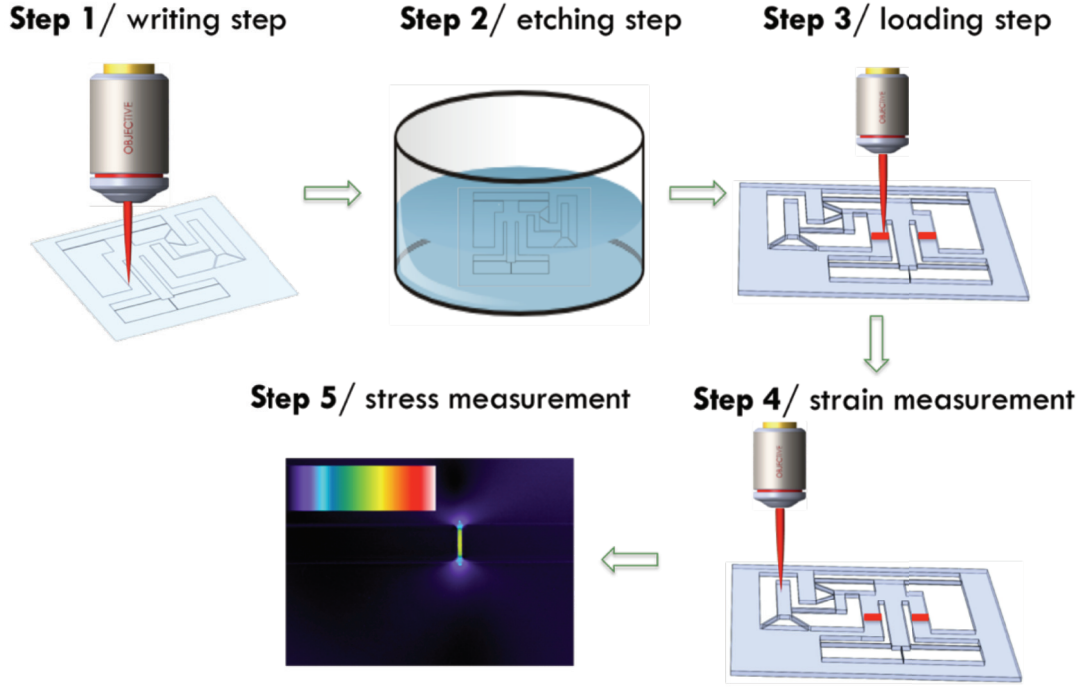 Step 1/ writing step
Step 2/ etching step
Step 3/ loading step
OBJECTIVE
OBJECTIVE
Step 5/ stress measurement
Step 4/ strain measurement
OBJECTIVE